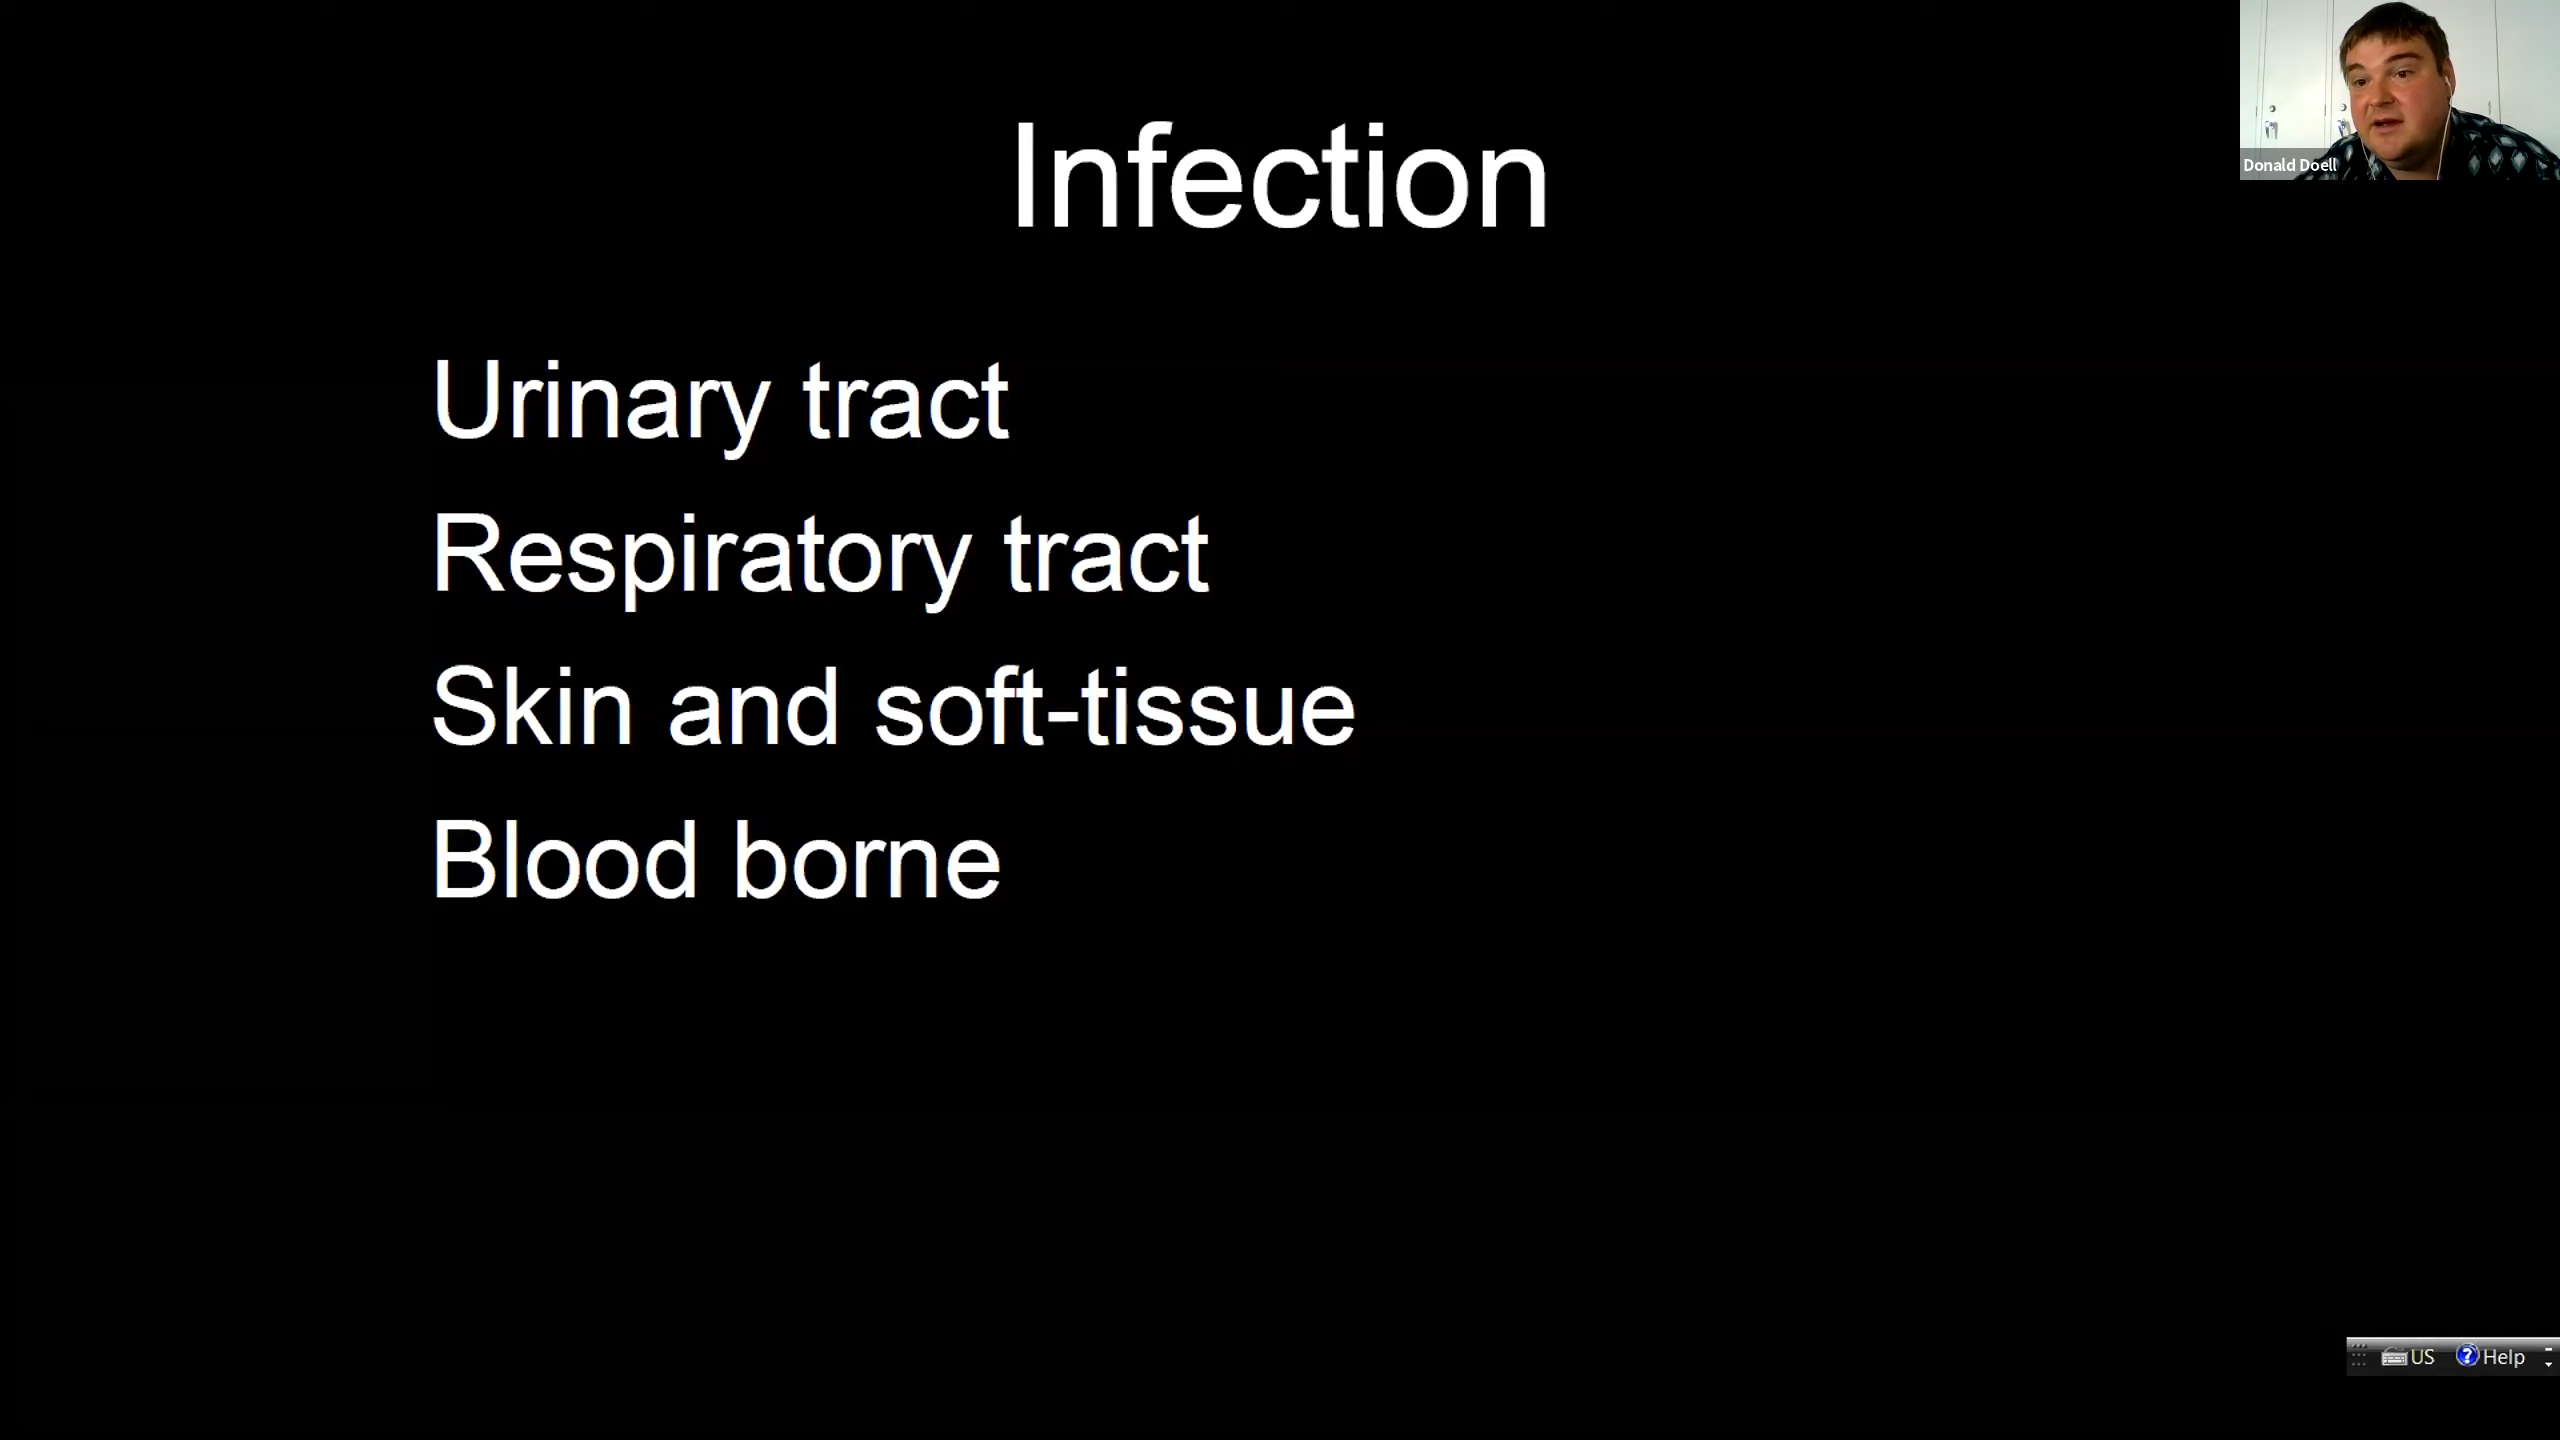 Infection
Donald Doell
Urinary tract
Respiratory tract
Skin and soft-tissue
Blood borne
US Help